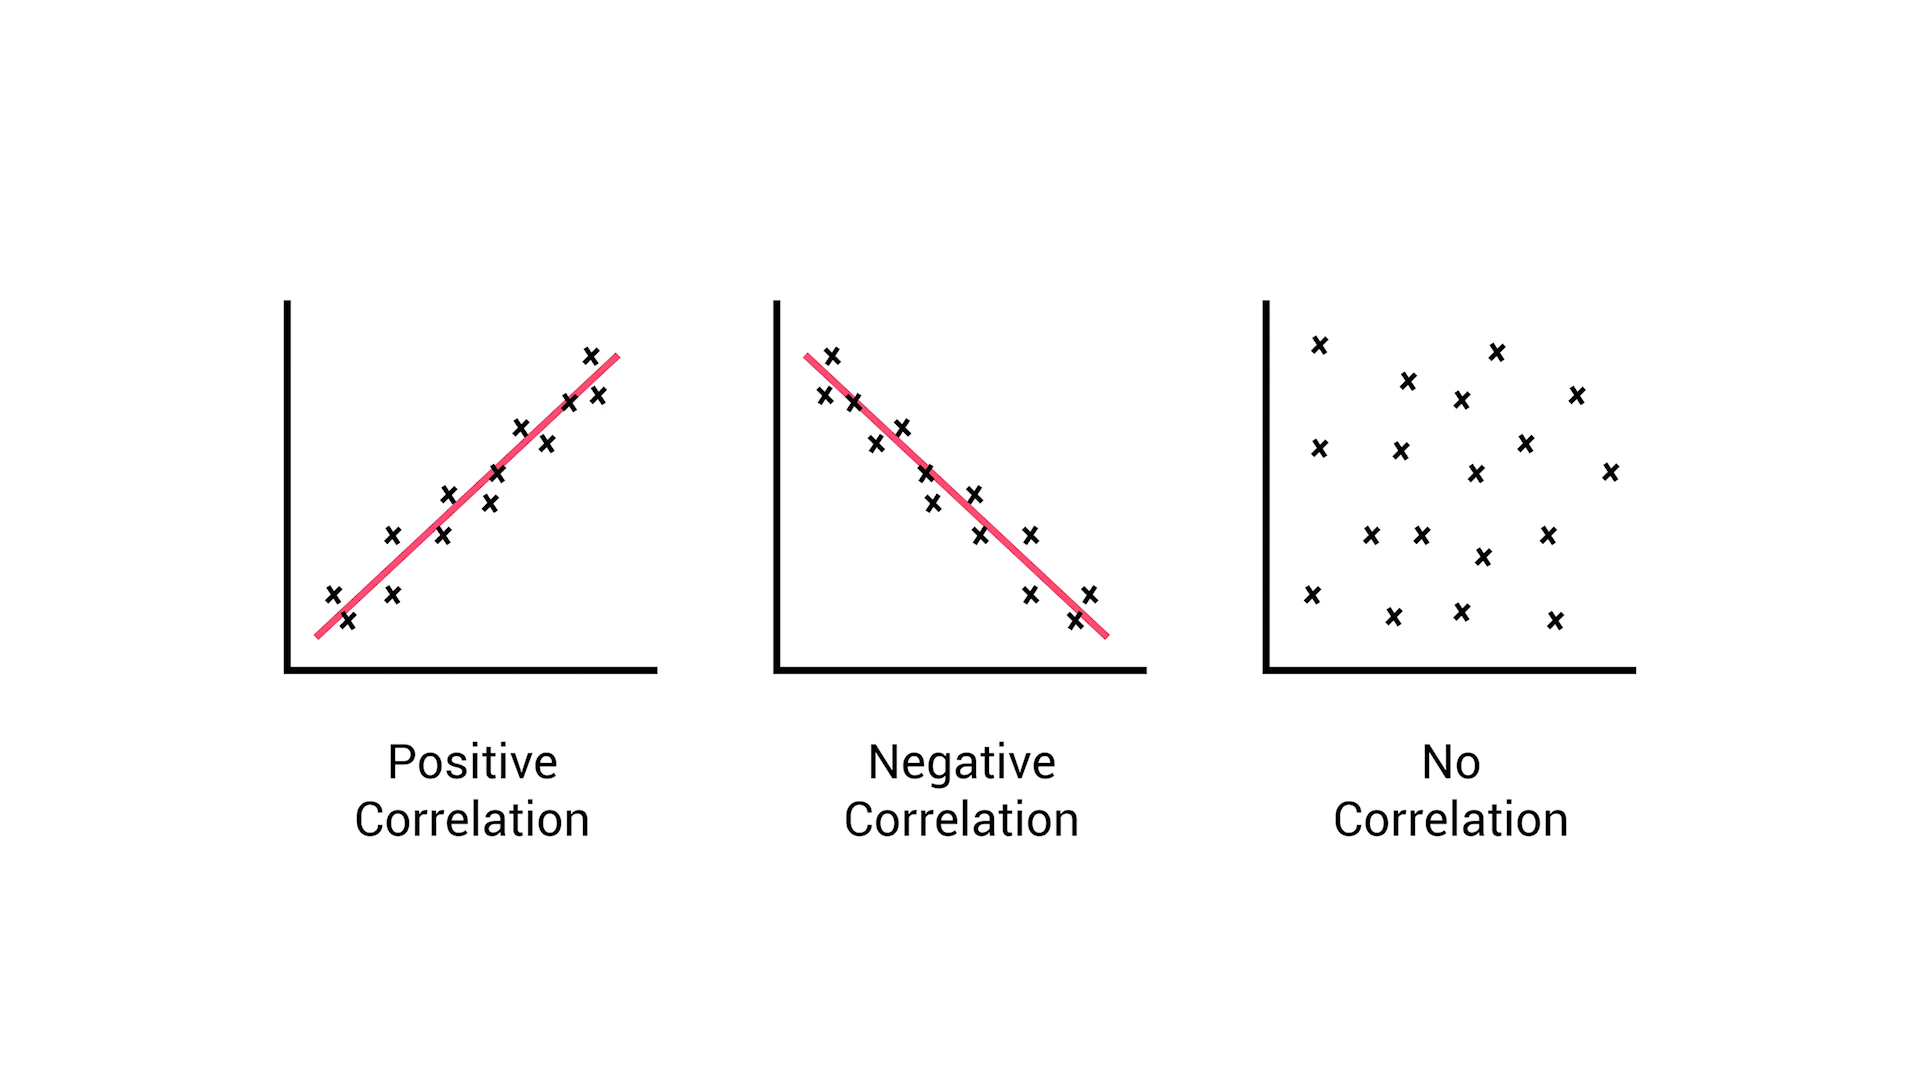 Positive
Correlation
Negative
Correlation
No
Correlation